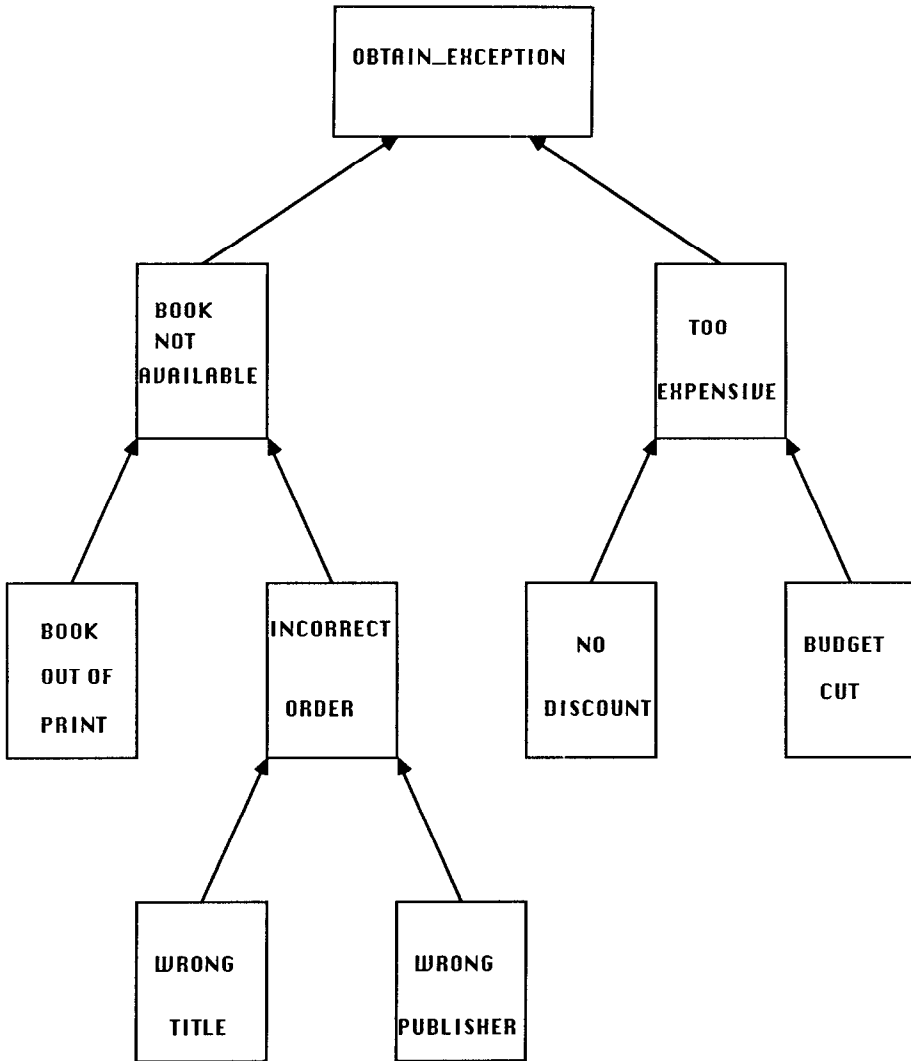 OBTAIN_EXCEPTION
BOOK
NOT
AVAILABLE
TOO
EXPENSIVE
BOOK
OUT OF
PRINT
INCORRECT
ORDER
NO
DISCOUNT
BUDGET
CUT
WRONG
TITLE
WRONG
PUBLISHER